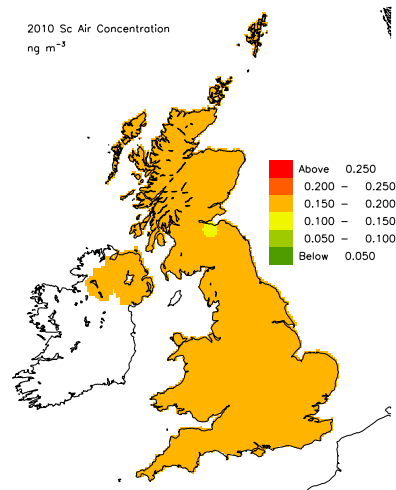 2010 Sc Air Concentration
ng m⁻³
Above 0.250
0.200 – 0.250
0.150 – 0.200
0.100 – 0.150
0.050 – 0.100
Below 0.050